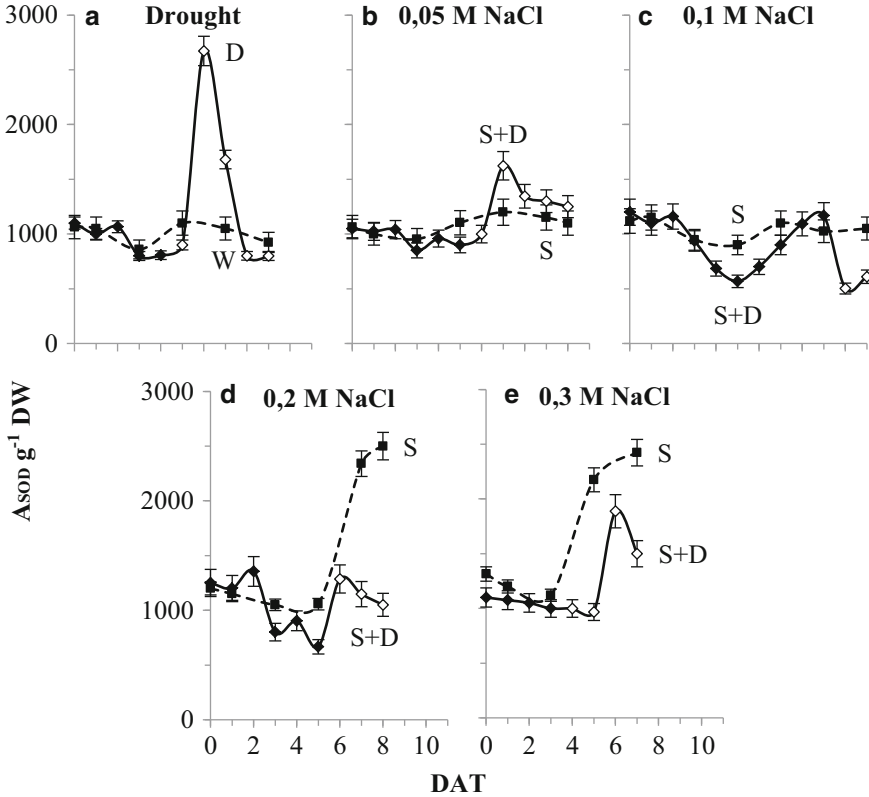 a Drought
b 0,05 M NaCl
c 0,1 M NaCl
3000
2000
1000
0
D
W
S+D
S
S
S+D
d 0,2 M NaCl
e 0,3 M NaCl
3000
2000
1000
0
S
S+D
S
S+D
0 2 4 6 8 10
0 2 4 6 8 10
ASOD g-1 DW
DAT